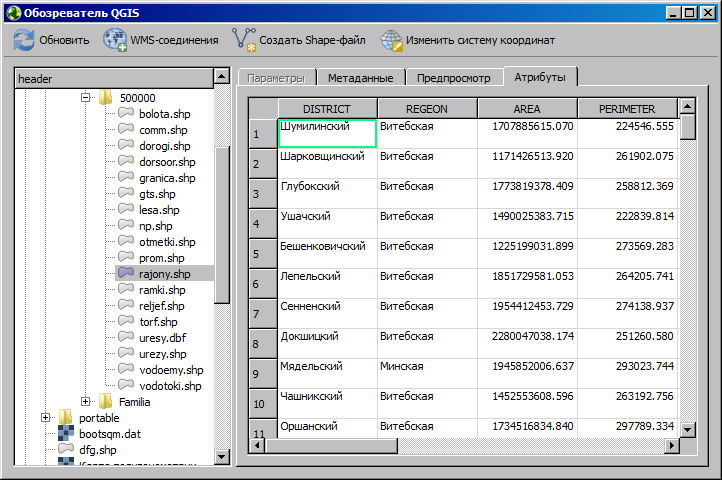 Обозреватель QGIS
Обновить WMS-соединения Создать Shape-файл Изменить систему координат
header
500000
bolota.shp
comm.shp
dorogi.shp
dorsoor.shp
granica.shp
gts.shp
lesa.shp
np.shp
otmetki.shp
prom.shp
rajony.shp
ramki.shp
reljef.shp
torf.shp
uresy.dbf
urezy.shp
vodoemy.shp
vodotoki.shp
Familia
portable
bootsqm.dat
dfg.shp
Параметры Метаданные Предпросмотр Атрибуты
DISTRICT REGEON AREA PERIMETER
1 Шумилинский Витебская 1707885615.070 224546.555
2 Шарковщинский Витебская 1171426513.920 261902.075
3 Глубокский Витебская 1773819378.409 258812.369
4 Ушачский Витебская 1490025383.715 222839.814
5 Бешенковичский Витебская 1225199031.899 273569.283
6 Лепельский Витебская 1851729581.053 264205.741
7 Сенненский Витебская 1954412453.729 274138.937
8 Докшицкий Витебская 2280047038.174 251260.580
9 Мядельский Минская 1945852006.637 293023.744
10 Чашникский Витебская 1452553608.596 263192.756
11 Оршанский Витебская 1734516834.840 297789.334